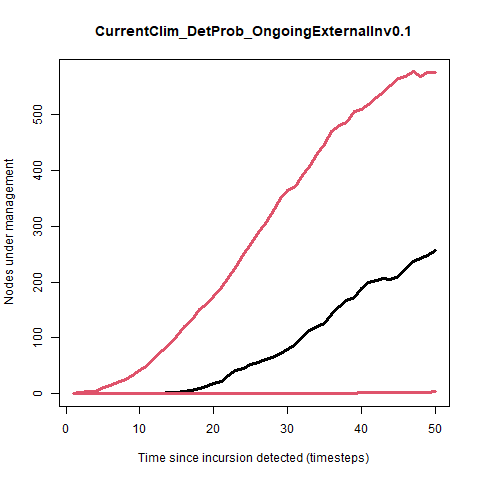 CurrentClim_DetProb_OngoingExternalInv0.1
Nodes under management
500
400
300
200
100
0
0 10 20 30 40 50
Time since incursion detected (timesteps)